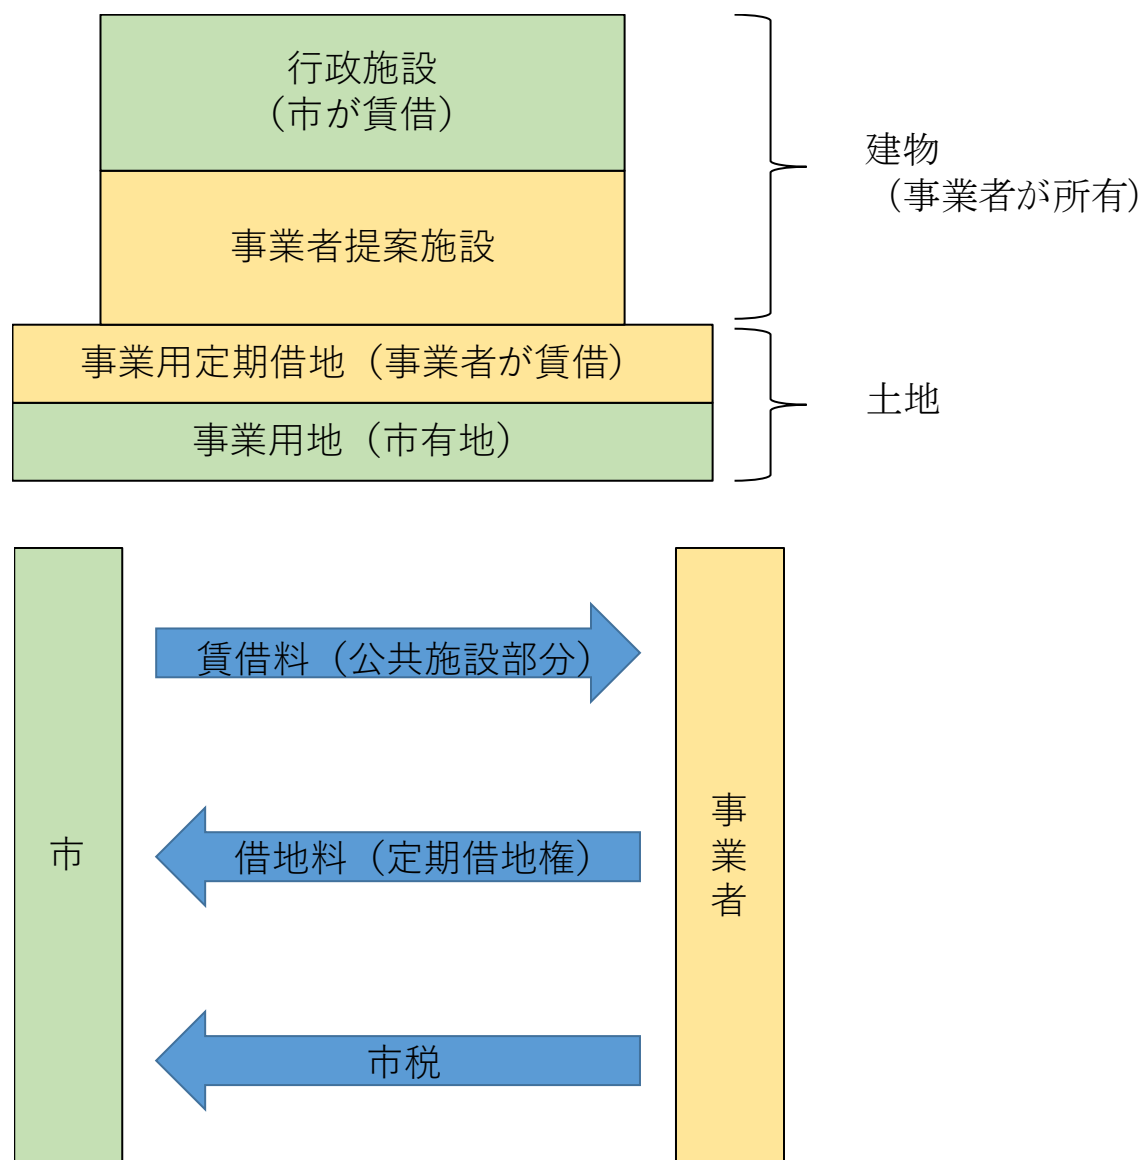 行政施設
（市が賃借）
事業者提案施設
建物
（事業者が所有）
事業用定期借地（事業者が賃借）
事業用地（市有地）
土地
市
賃借料（公共施設部分）
借地料（定期借地権）
市税
事業者